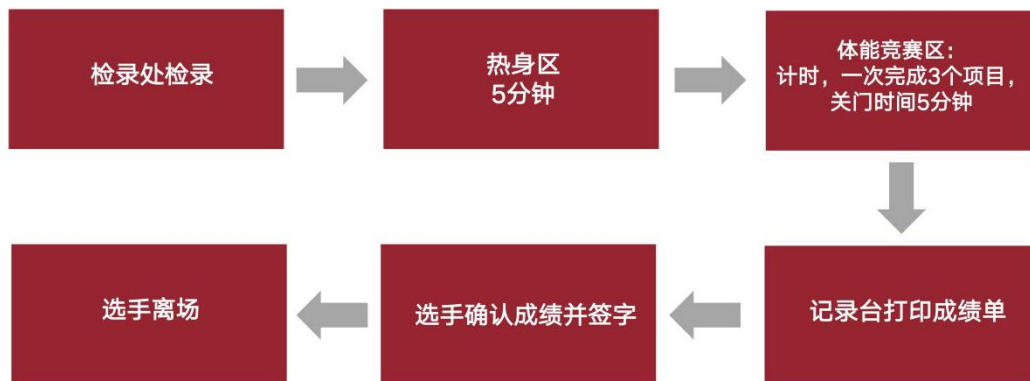 检录处检录
热身区
5分钟
体能竞赛区：
计时，一次完成3个项目，
关门时间5分钟
记录台打印成绩单
选手确认成绩并签字
选手离场